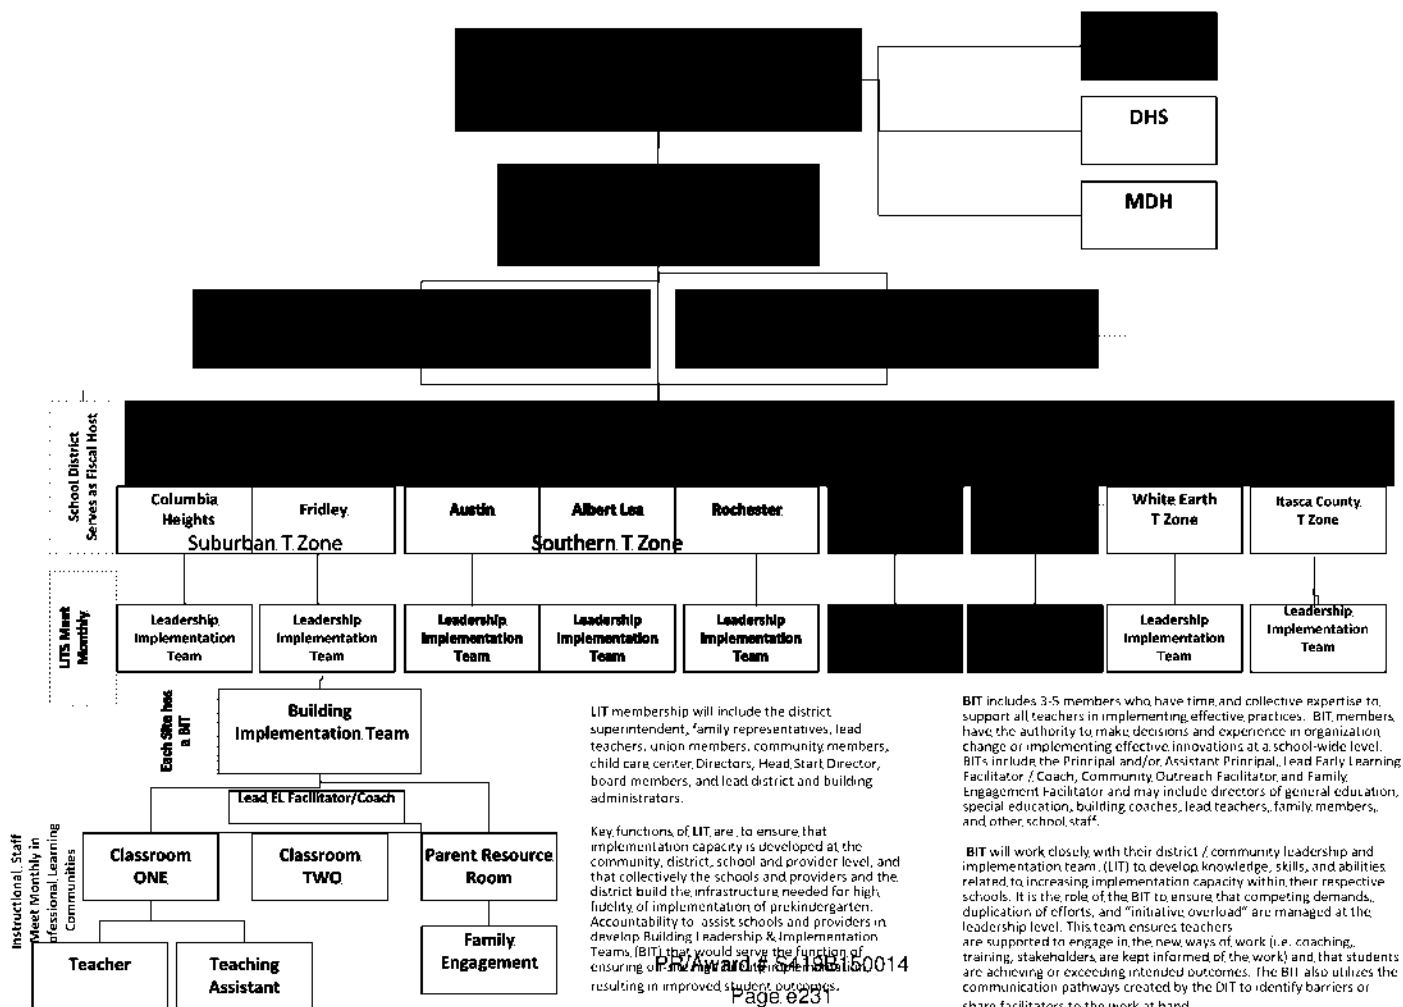 DHS
MDH
School District
Serves as Fiscal Host
Columbia
Heights
Fridley
Suburban T Zone
Austin
Albert Lea
Rochester
Southern T Zone
White Earth
T Zone
Itasca County
T Zone
LITS Meet
Monthly
Leadership
Implementation
Team
Leadership
Implementation
Team
Leadership
Implementation
Team
Leadership
Implementation
Team
Leadership
Implementation
Team
Leadership
Implementation
Team
Leadership
Implementation
Team
Each Site has
a BIT
Building
Implementation Team
Lead EL Facilitator/Coach
Instructional Staff
Meet Monthly in
ofessional Learning
Communities
Classroom
ONE
Classroom
TWO
Parent Resource
Room
Teacher
Teaching
Assistant
Family
Engagement
LIT membership will include the district
superintendent, family representatives, lead
teachers, union members, community members,
child care center Directors, Head Start Director,
board members, and lead district and building
administrators.
Key functions of LIT are to ensure that
implementation capacity is developed at the
community, district, school and provider level, and
that collectively the schools and providers and the
district build the infrastructure needed for high
fidelity of implementation of prekindergarten.
Accountability to assist schools and providers in
develop Building Leadership & Implementation
Teams (BIT) that would serve the function of
ensuring implementation
resulting in improved student outcomes.
BIT includes 3-5 members who have time and collective expertise to
support all teachers in implementing effective practices. BIT members
have the authority to make decisions and experience in organization
change or implementing effective innovations at a school-wide level.
BITs include the Principal and/or Assistant Principal, Lead Early Learning
Facilitator / Coach, Community Outreach Facilitator and Family
Engagement Facilitator and may include directors of general education,
special education, building coaches, lead teachers, family members,
and other school staff.
BIT will work closely with their district / community leadership and
implementation team (LIT) to develop knowledge, skills, and abilities
related to increasing implementation capacity within their respective
schools. It is the role of the BIT to ensure that competing demands,
duplication of efforts, and "initiative overload" are managed at the
leadership level. This team ensures teachers
are supported to engage in the new ways of work (i.e. coaching,
training, stakeholders are kept informed of the work) and that students
are achieving or exceeding intended outcomes. The BIT also utilizes the
communication pathways created by the DIT to identify barriers or
share facilitators to the work at hand
PR/Award # S419B150014
Page e231